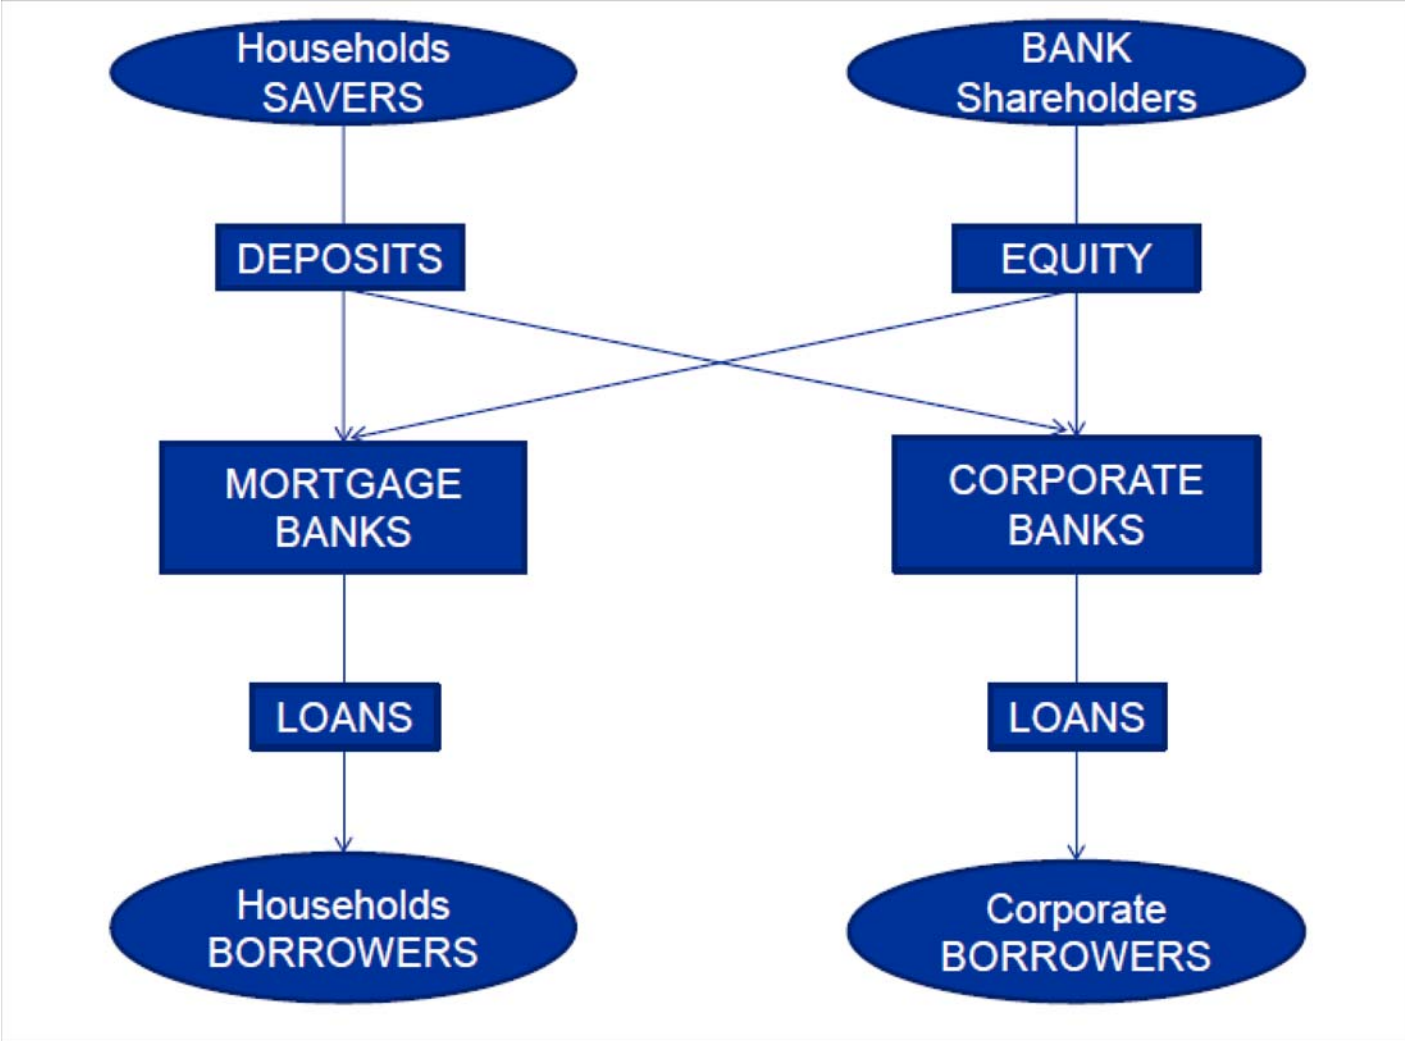 Households
SAVERS
BANK
Shareholders
DEPOSITS
EQUITY
MORTGAGE
BANKS
CORPORATE
BANKS
LOANS
LOANS
Households
BORROWERS
Corporate
BORROWERS